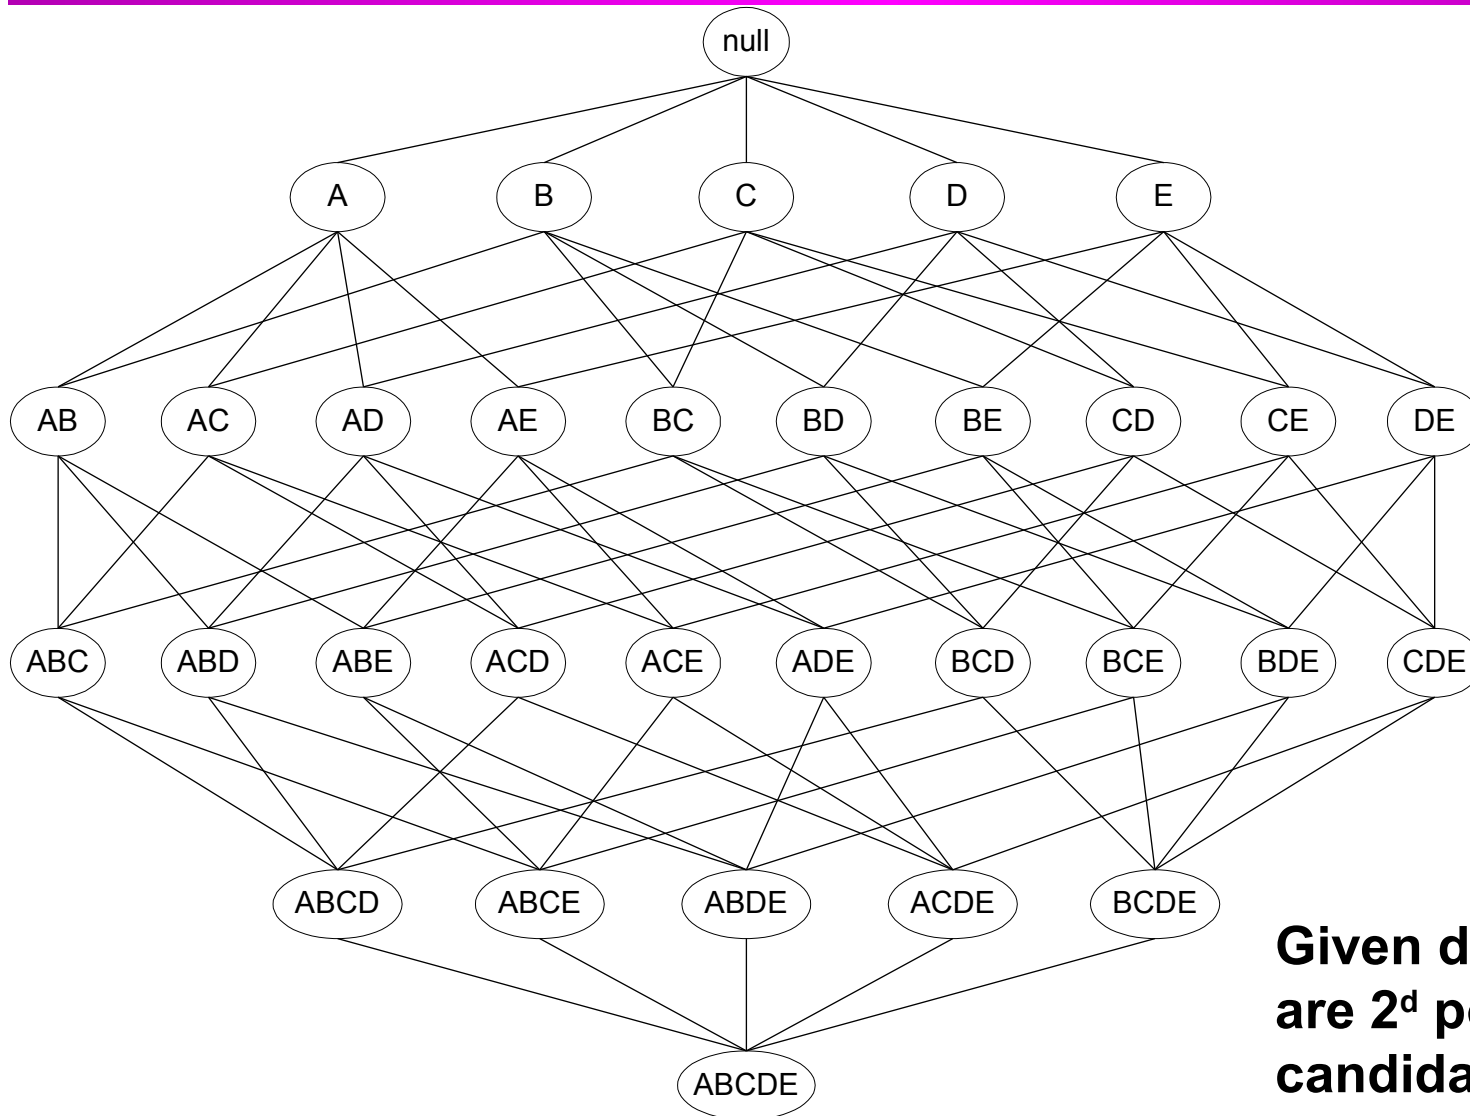 null
A B C D E
AB AC AD AE BC BD BE CD CE DE
ABC ABD ABE ACD ACE ADE BCD BCE BDE CDE
ABCD ABCE ABDE ACDE BCDE
Given d
are 2ᵈ
ABCDE